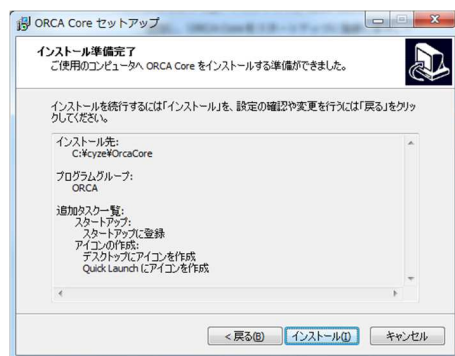 ORCA Core セットアップ
インストール準備完了
ご使用のコンピュータへ ORCA Core をインストールする準備ができました。
インストールを続行するには「インストール」を、設定の確認や変更を行うには「戻る」をクリッ
クしてください。
インストール先:
C:¥cyze¥OrcaCore
プログラムグループ:
ORCA
追加タスク一覧:
スタートアップ:
スタートアップに登録
アイコンの作成:
デスクトップにアイコンを作成
Quick Launch にアイコンを作成
< 戻る(B)
インストール(I)
キャンセル